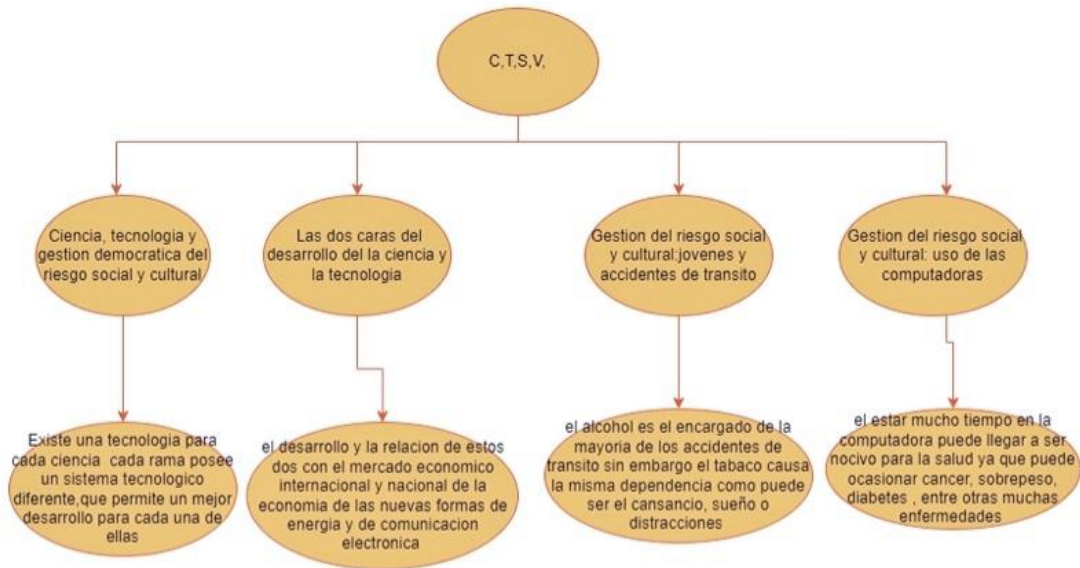 C,T,S,V,
Ciencia, tecnologia y
gestion democratica del
riesgo social y cultural
Las dos caras del
desarrollo del la ciencia y
la tecnologia
Gestion del riesgo social
y cultural:jovenes y
accidentes de transito
Gestion del riesgo social
y cultural: uso de las
computadoras
Existe una tecnologia para
cada ciencia cada rama posee
un sistema tecnologico
diferente,que permite un mejor
desarrollo para cada una de
ellas
el desarrollo y la relacion de estos
dos con el mercado economico
internacional y nacional de la
economia de las nuevas formas de
energia y de comunicacion
electronica
el alcohol es el encargado de la
mayoria de los accidentes de
transito sin embargo el tabaco causa
la misma dependencia como puede
ser el cansancio, sueño o
distracciones
el estar mucho tiempo en la
computadora puede llegar a ser
nocivo para la salud ya que puede
ocasionar cancer, sobrepeso,
diabetes , entre otras muchas
enfermedades